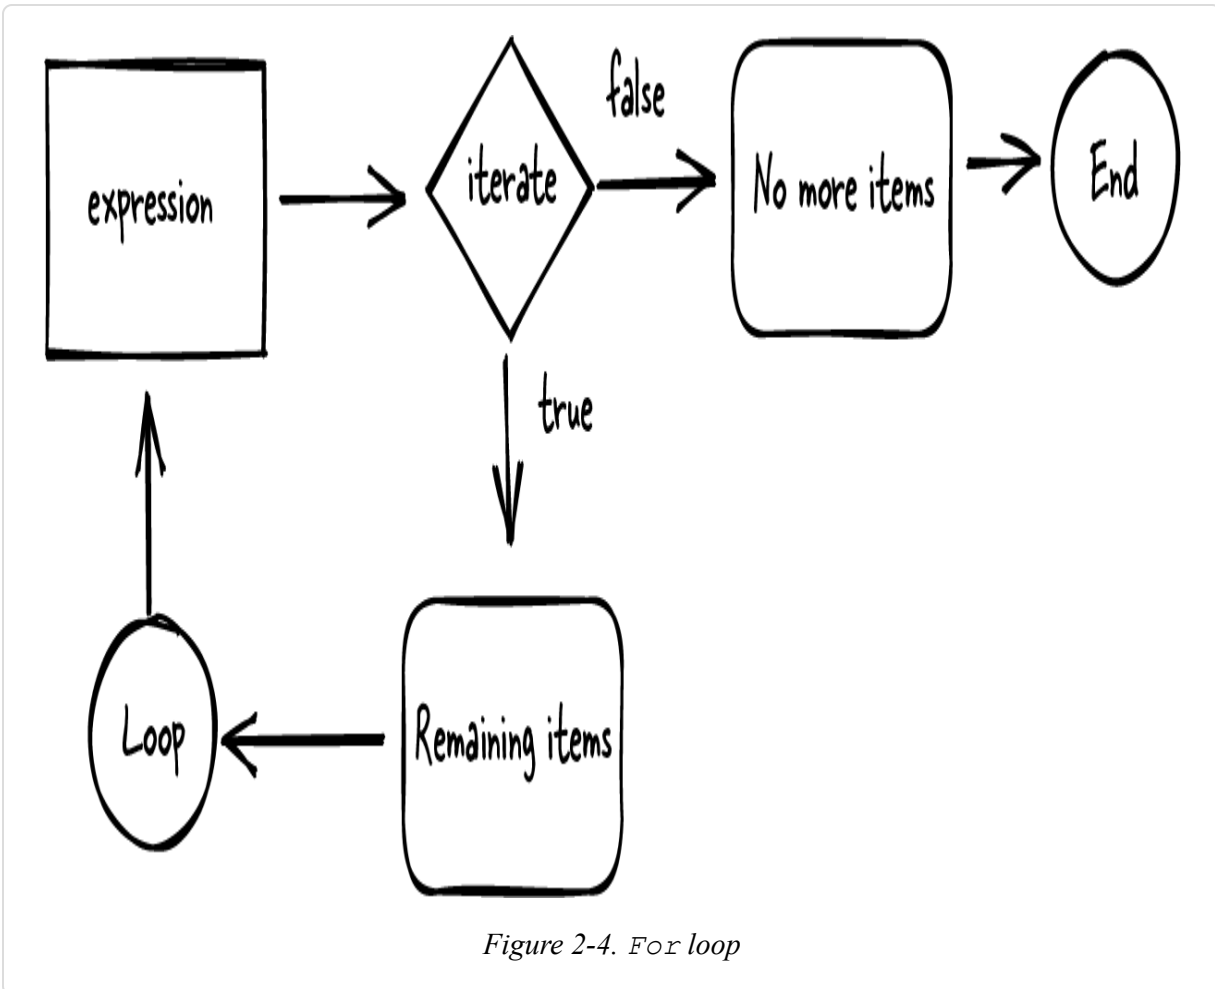 expression
iterate
false
No more items
End
true
Loop
Remaining items
Figure 2-4. For loop